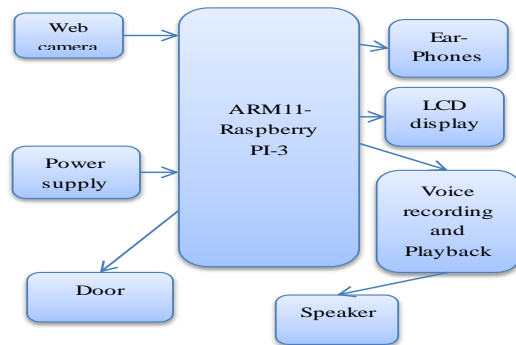 Web
camera
Power
supply
Door
ARM11-
Raspberry
PI-3
Ear-
Phones
LCD
display
Voice
recording
and
Playback
Speaker